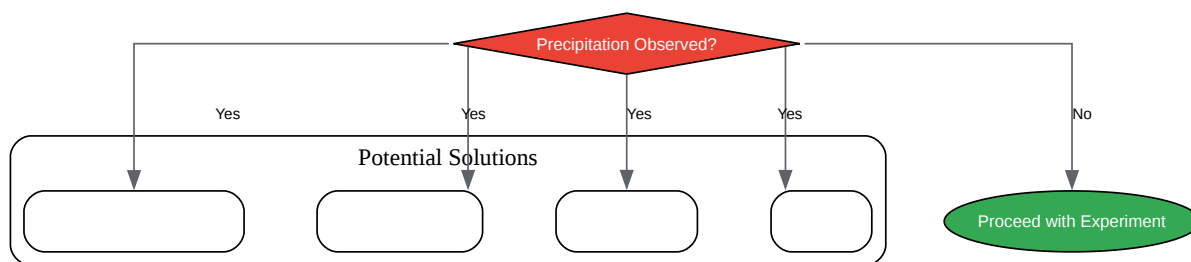 Precipitation Observed?
Yes
Yes
Yes
Yes
No
Potential Solutions
Proceed with Experiment